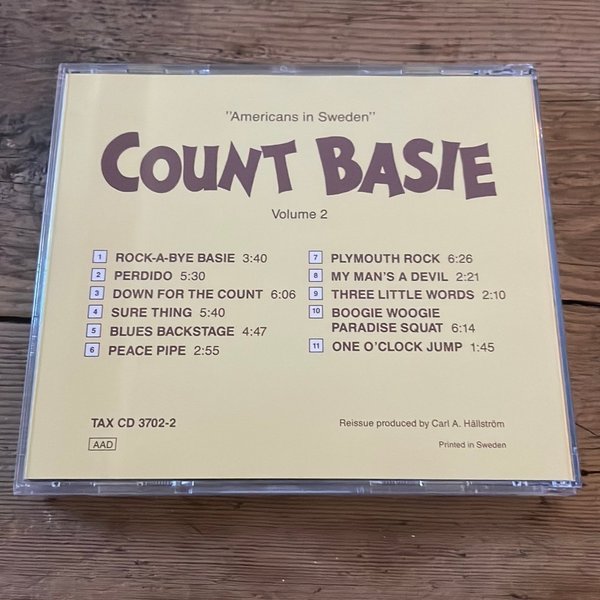 "Americans in Sweden"
COUNT BASIE
Volume 2
1 ROCK-A-BYE BASIE 3:40
2 PERDIDO 5:30
3 DOWN FOR THE COUNT 6:06
4 SURE THING 5:40
5 BLUES BACKSTAGE 4:47
6 PEACE PIPE 2:55
7 PLYMOUTH ROCK 6:26
8 MY MAN'S A DEVIL 2:21
9 THREE LITTLE WORDS 2:10
10 BOOGIE WOOGIE
PARADISE SQUAT 6:14
11 ONE O'CLOCK JUMP 1:45
TAX CD 3702-2
AAD
Reissue produced by Carl A. Hällström
Printed in Sweden